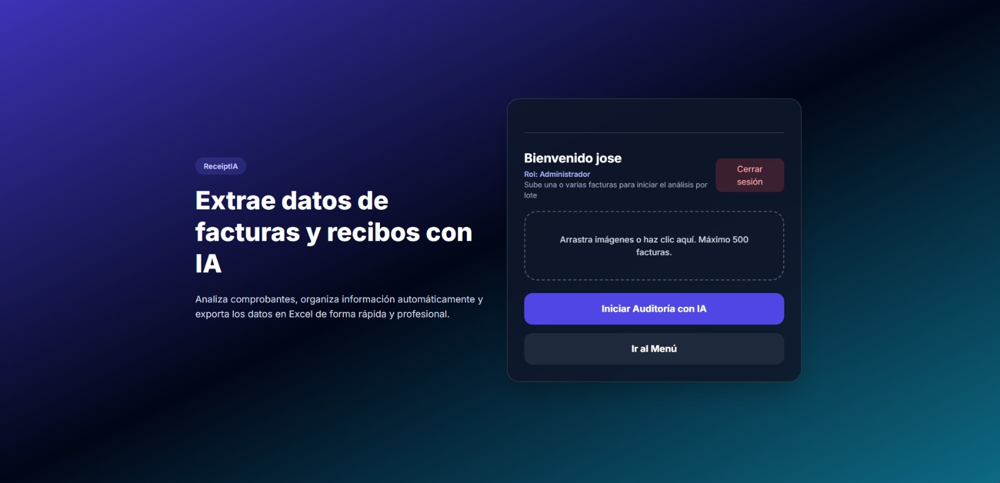 ReceiptIA
Extrae datos de
facturas y recibos con
IA
Analiza comprobantes, organiza información automáticamente y
exporta los datos en Excel de forma rápida y profesional.
Bienvenido jose
Rol: Administrador
Sube una o varias facturas para iniciar el análisis por
lote
Cerrar
sesión
Arrastra imágenes o haz clic aquí. Máximo 500
facturas.
Iniciar Auditoría con IA
Ir al Menú